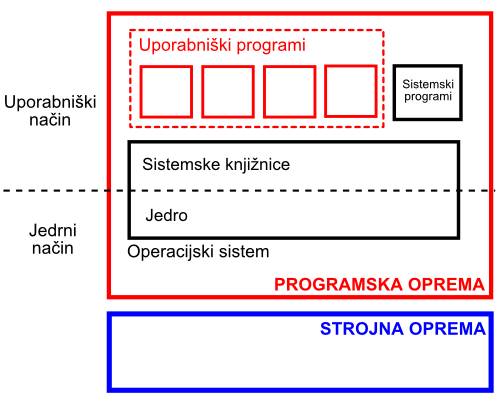 Uporabniški programi
Sistemski
programi
Uporabniški
način
Sistemske knjižnice
Jedro
Jedrni
način
Operacijski sistem
PROGRAMSKA OPREMA
STROJNA OPREMA